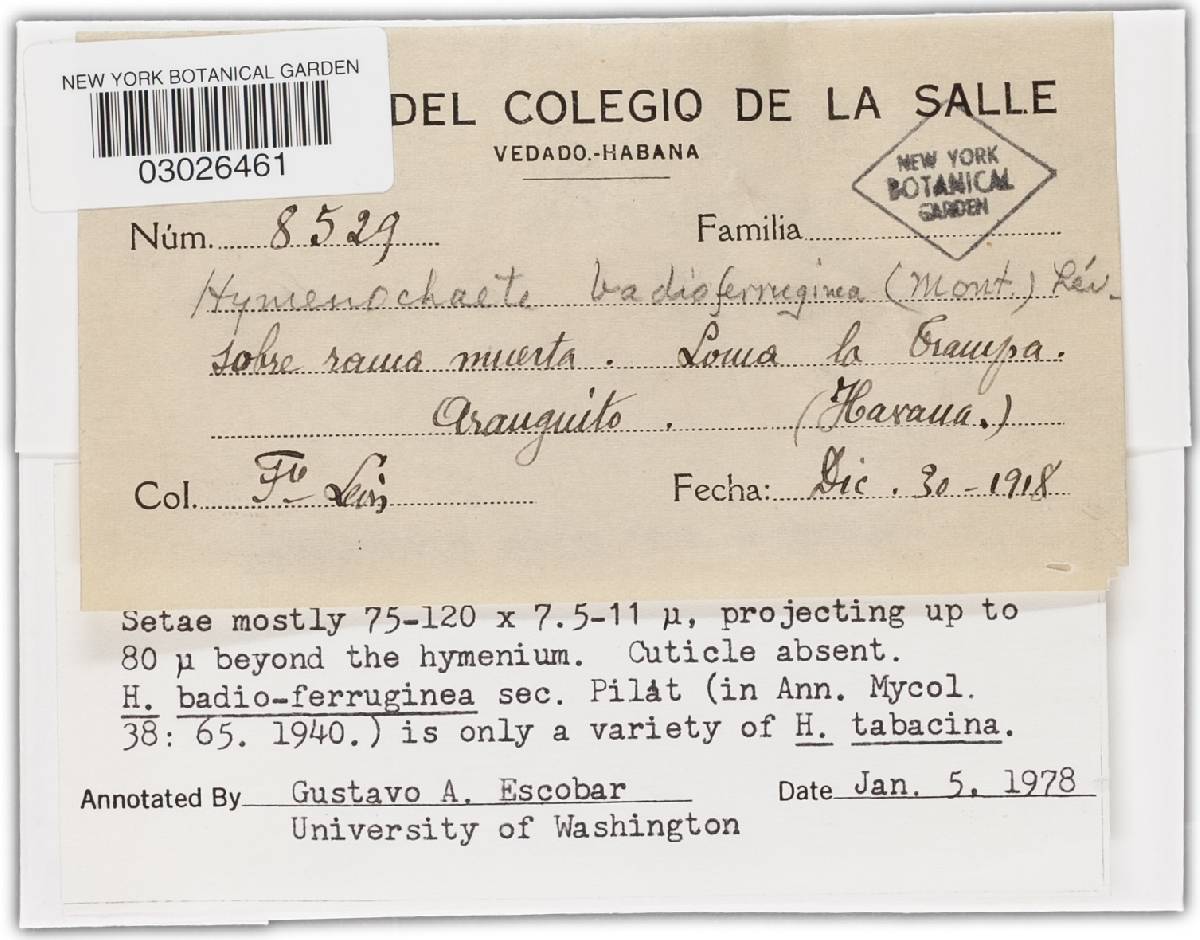 NEW YORK BOTANICAL GARDEN
03026461
DEL COLEGIO DE LA SALLE
VEDADO.-HABANA
NEW YORK
BOTANICAL
GARDEN
Núm. 8529 Familia
Hymenochaete badioferruginea (Mont.) Lév.
sobre rama muerta. Loma la Trampa.
Aranguito. (Havana.)
Col. Fre León Fecha: Dic. 30-1918
Setae mostly 75-120 x 7.5-11 µ, projecting up to
80 µ beyond the hymenium. Cuticle absent.
H. badio-ferruginea sec. Pilát (in Ann. Mycol.
38: 65. 1940.) is only a variety of H. tabacina.
Annotated By Gustavo A. Escobar Date Jan. 5, 1978
University of Washington